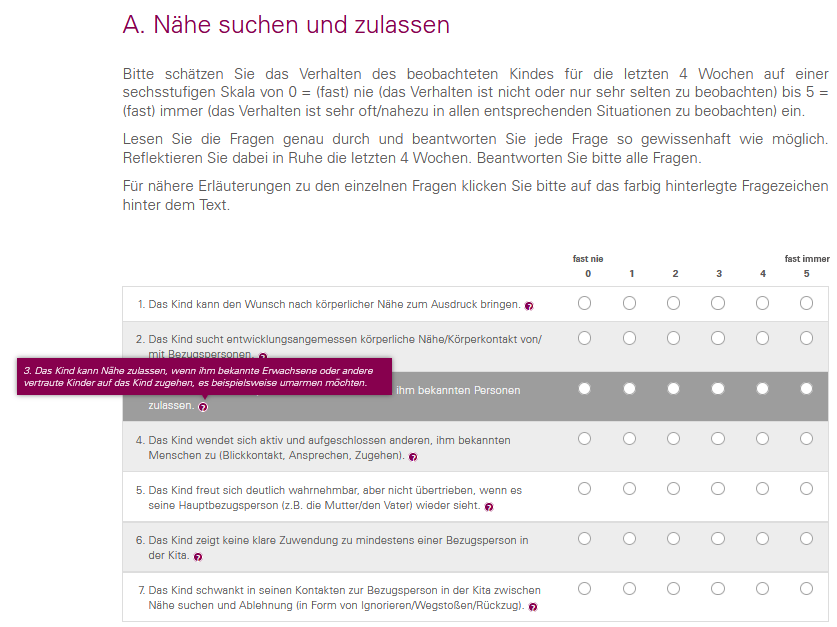 A. Nähe suchen und zulassen
Bitte schätzen Sie das Verhalten des beobachteten Kindes für die letzten 4 Wochen auf einer
sechsstufigen Skala von 0 = (fast) nie (das Verhalten ist nicht oder nur sehr selten zu beobachten) bis 5 =
(fast) immer (das Verhalten ist sehr oft/nahezu in allen entsprechenden Situationen zu beobachten) ein.
Lesen Sie die Fragen genau durch und beantworten Sie jede Frage so gewissenhaft wie möglich.
Reflektieren Sie dabei in Ruhe die letzten 4 Wochen. Beantworten Sie bitte alle Fragen.
Für nähere Erläuterungen zu den einzelnen Fragen klicken Sie bitte auf das farbig hinterlegte Fragezeichen
hinter dem Text.
fast nie fast immer
0 1 2 3 4 5
1. Das Kind kann den Wunsch nach körperlicher Nähe zum Ausdruck bringen. ?
2. Das Kind sucht entwicklungsangemessen körperliche Nähe/Körperkontakt von/
mit Bezugspersonen. ?
3. Das Kind kann Nähe zulassen, wenn ihm bekannte Erwachsene oder andere
vertraute Kinder auf das Kind zugehen, es beispielsweise umarmen möchten.
ihm bekannten Personen
zulassen. ?
4. Das Kind wendet sich aktiv und aufgeschlossen anderen, ihm bekannten
Menschen zu (Blickkontakt, Ansprechen, Zugehen). ?
5. Das Kind freut sich deutlich wahrnehmbar, aber nicht übertrieben, wenn es
seine Hauptbezugsperson (z.B. die Mutter/den Vater) wieder sieht. ?
6. Das Kind zeigt keine klare Zuwendung zu mindestens einer Bezugsperson in
der Kita. ?
7. Das Kind schwankt in seinen Kontakten zur Bezugsperson in der Kita zwischen
Nähe suchen und Ablehnung (in Form von Ignorieren/Wegstoßen/Rückzug). ?